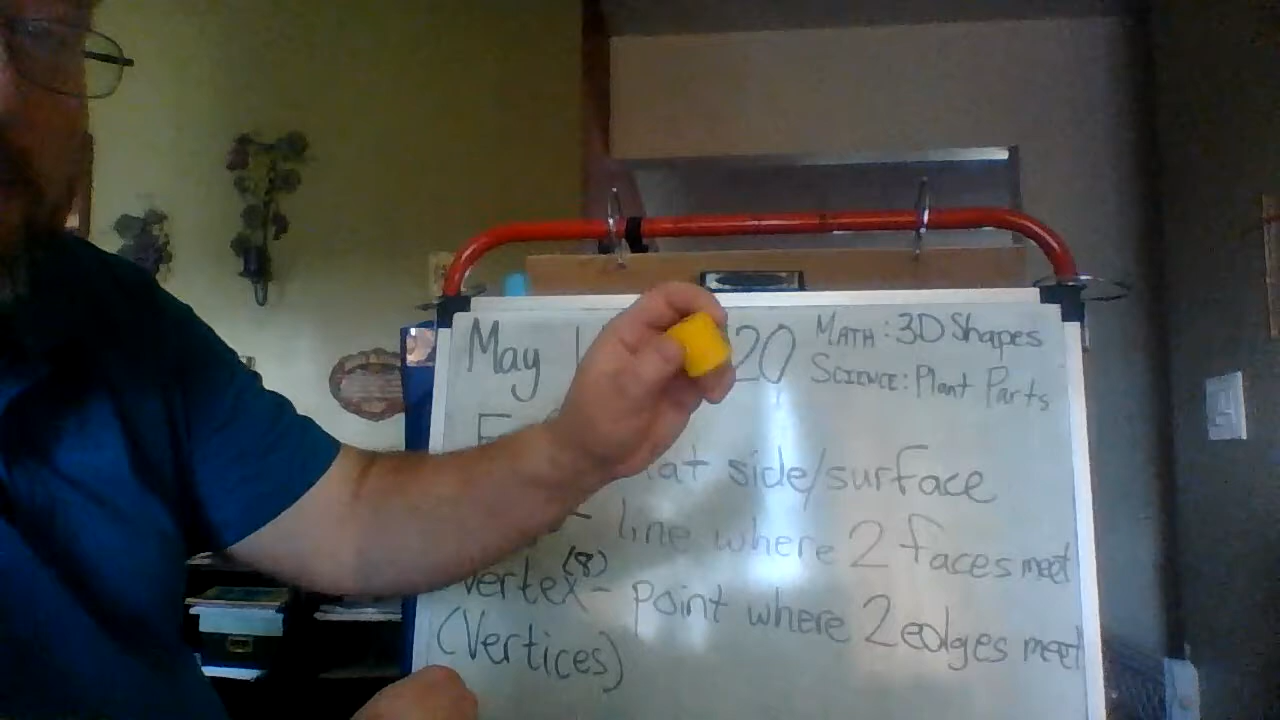 May 20
MATH: 3D Shapes
SCIENCE: Plant Parts
side/surface
- line where 2 faces meet
(8)
Vertex - Point where 2 edges meet
(Vertices)